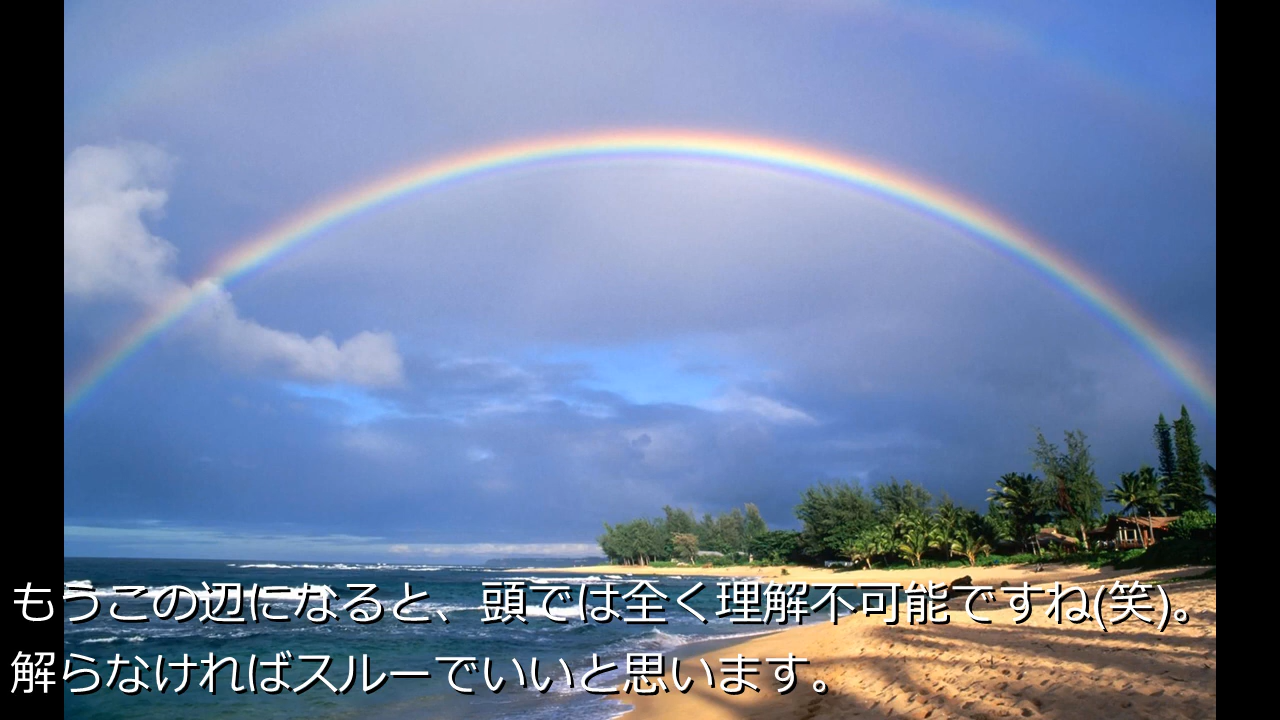 もうこの辺になると、頭では全く理解不可能ですね(笑)。
解らなければスルーでいいと思います。